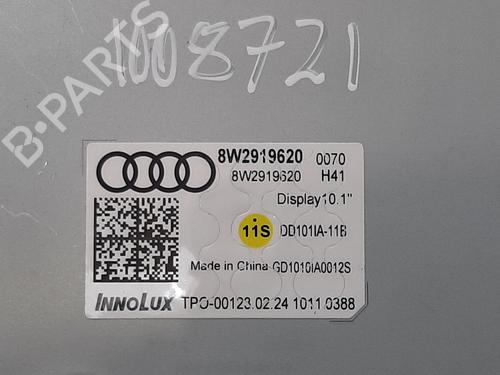 1008721
B-PARTS
8W2919620 0070
8W2919620 H41
Display10.1"
11S DD101IA-11B
Made in China GD1010IA0012S
INNOLUX TPO-00123.02.24 1011 0388